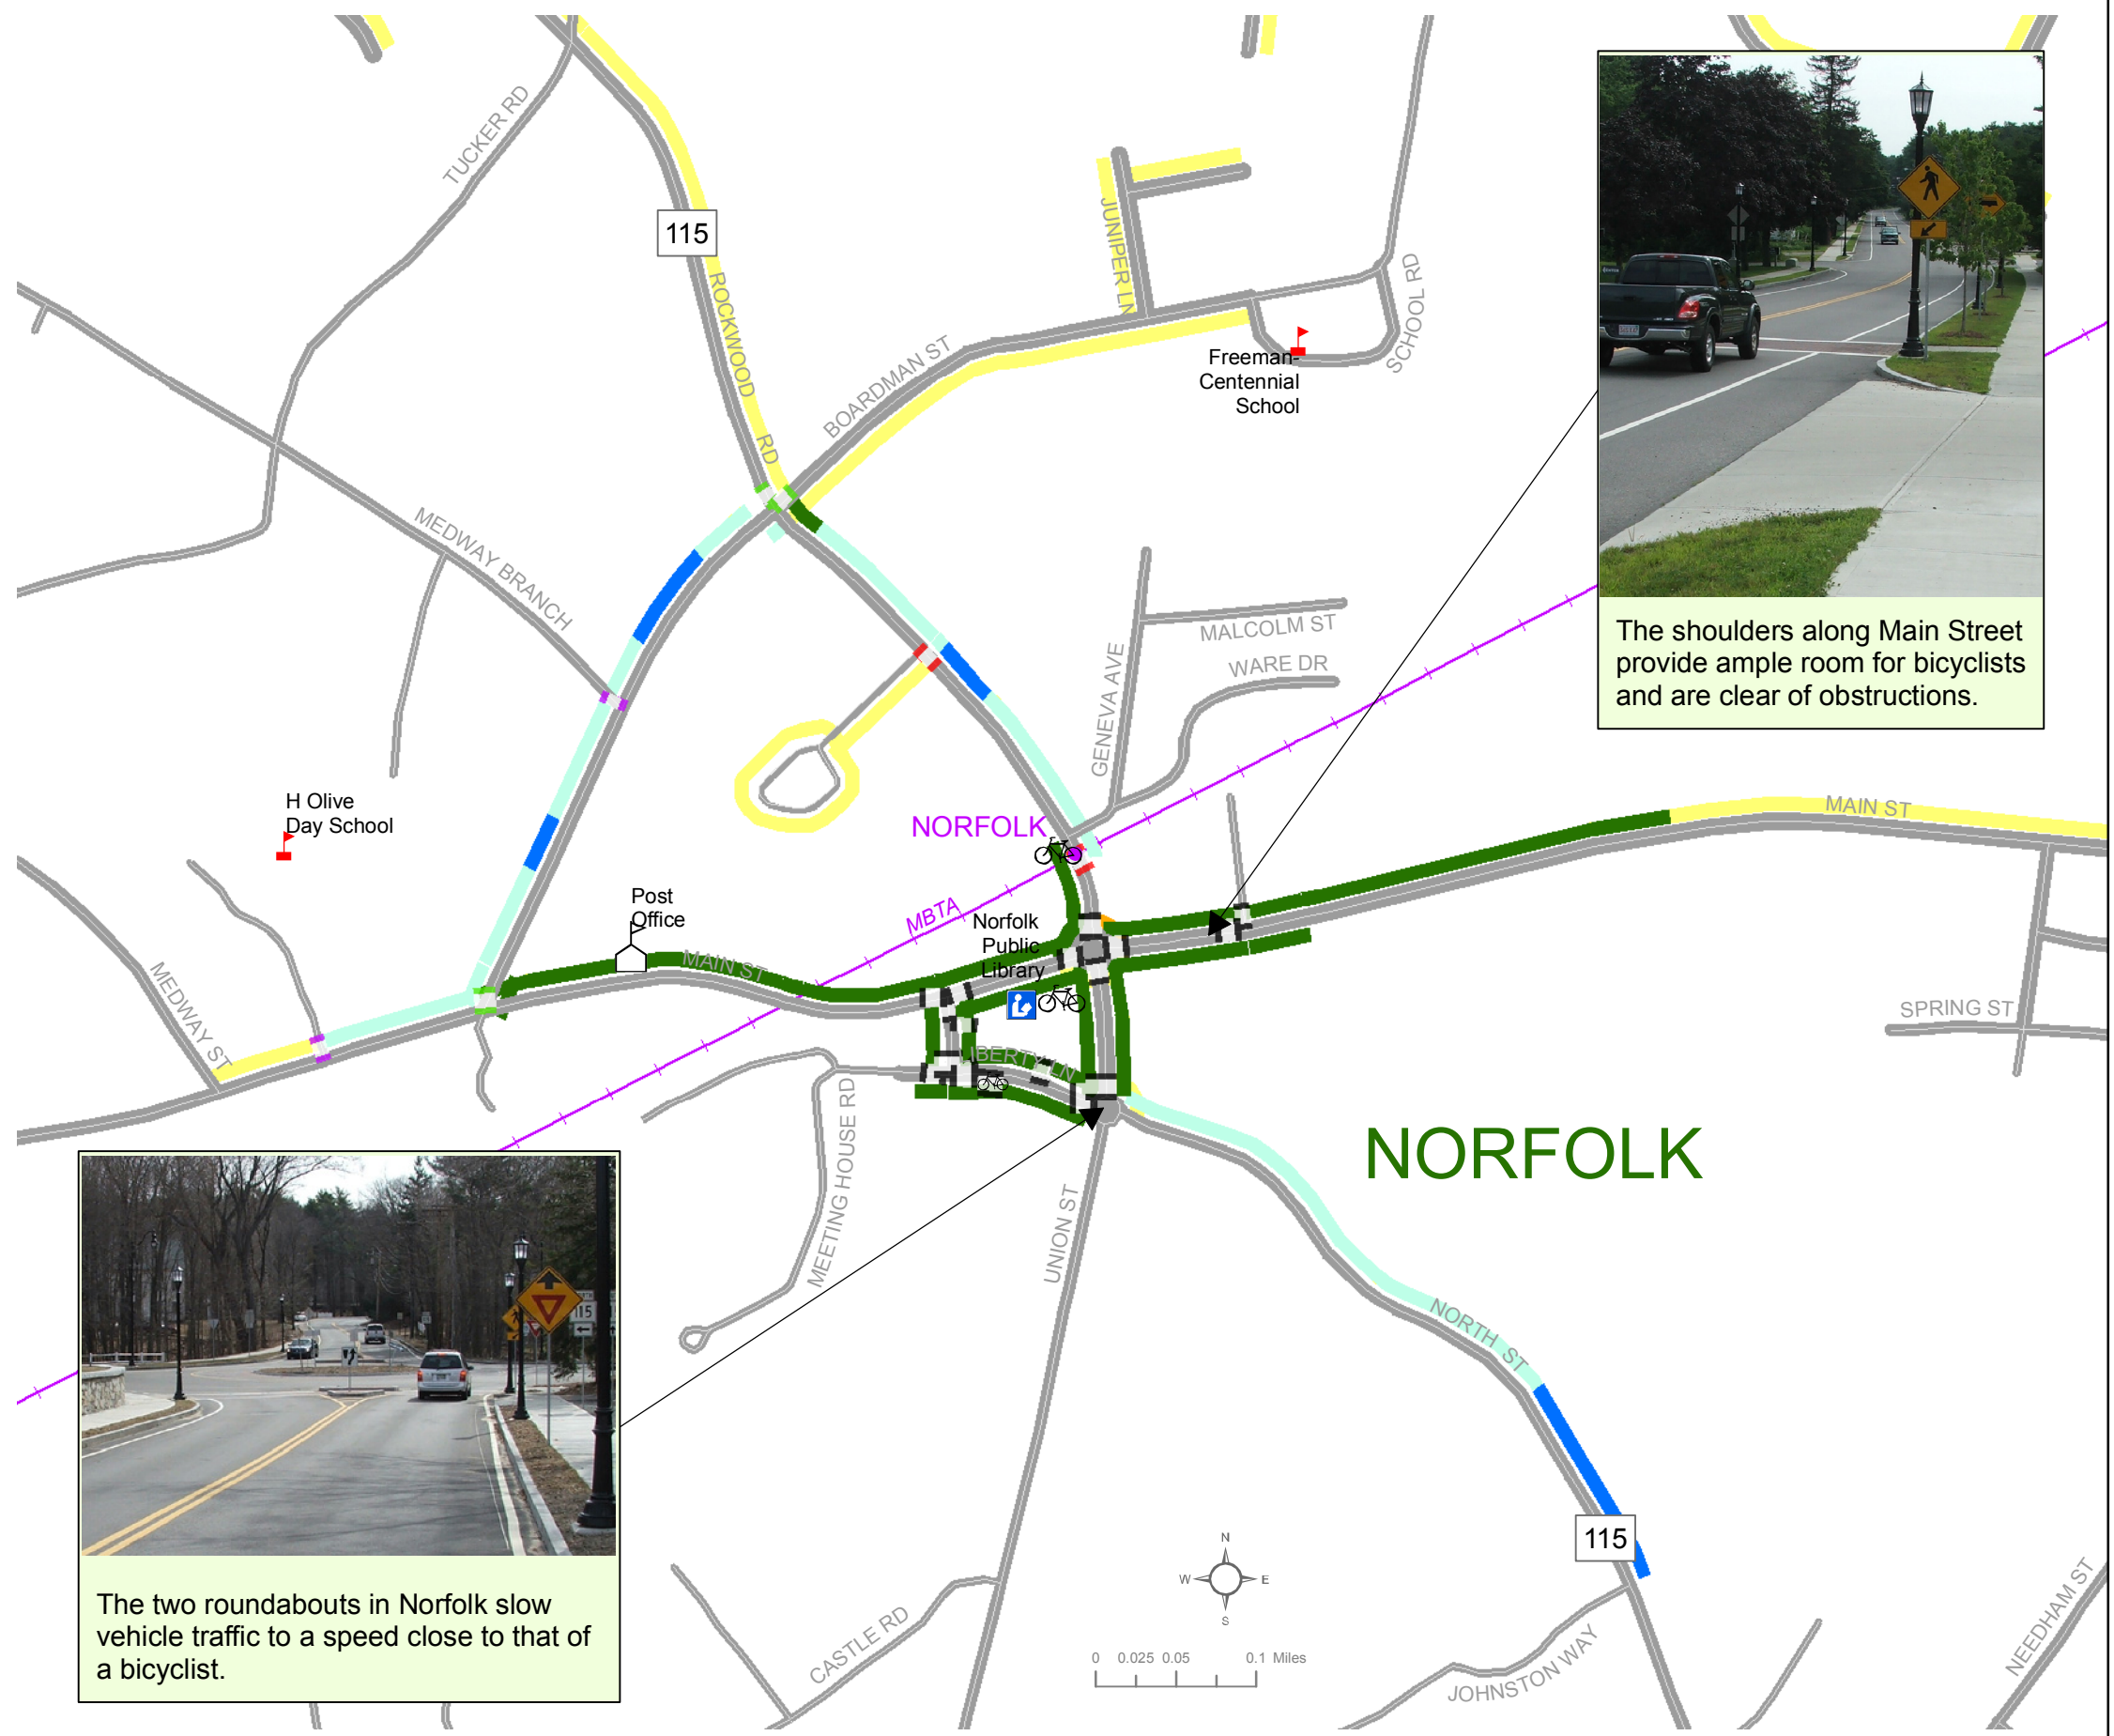 TUCKER RD
115
ROCKWOOD
RD
JUNIPER LN
BOARDMAN ST
SCHOOL RD
Freeman-
Centennial
School
MEDWAY BRANCH
The shoulders along Main Street
provide ample room for bicyclists
and are clear of obstructions.
MALCOLM ST
WARE DR
GENEVA AVE
H Olive
Day School
NORFOLK
MAIN ST
Post
Office
MBTA
Norfolk
Public
Library
MAIN ST
MEDWAY ST
SPRING ST
LIBERTY LN
MEETING HOUSE RD
NORFOLK
UNION ST
NORTH ST
115
115
The two roundabouts in Norfolk slow
vehicle traffic to a speed close to that of
a bicyclist.
N
W E
S
0 0.025 0.05 0.1 Miles
CASTLE RD
JOHNSTON WAY
NEEDHAM ST